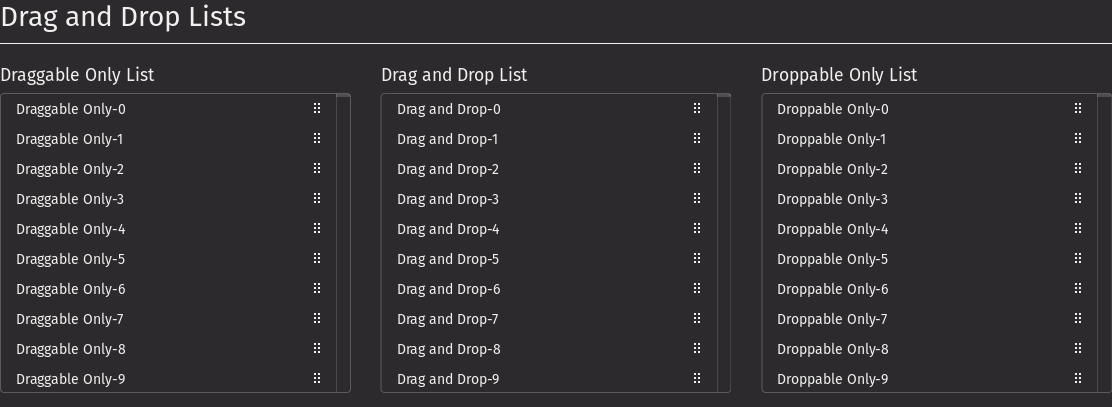 Drag and Drop Lists
Draggable Only List
Draggable Only-0
Draggable Only-1
Draggable Only-2
Draggable Only-3
Draggable Only-4
Draggable Only-5
Draggable Only-6
Draggable Only-7
Draggable Only-8
Draggable Only-9
Drag and Drop List
Drag and Drop-0
Drag and Drop-1
Drag and Drop-2
Drag and Drop-3
Drag and Drop-4
Drag and Drop-5
Drag and Drop-6
Drag and Drop-7
Drag and Drop-8
Drag and Drop-9
Droppable Only List
Droppable Only-0
Droppable Only-1
Droppable Only-2
Droppable Only-3
Droppable Only-4
Droppable Only-5
Droppable Only-6
Droppable Only-7
Droppable Only-8
Droppable Only-9